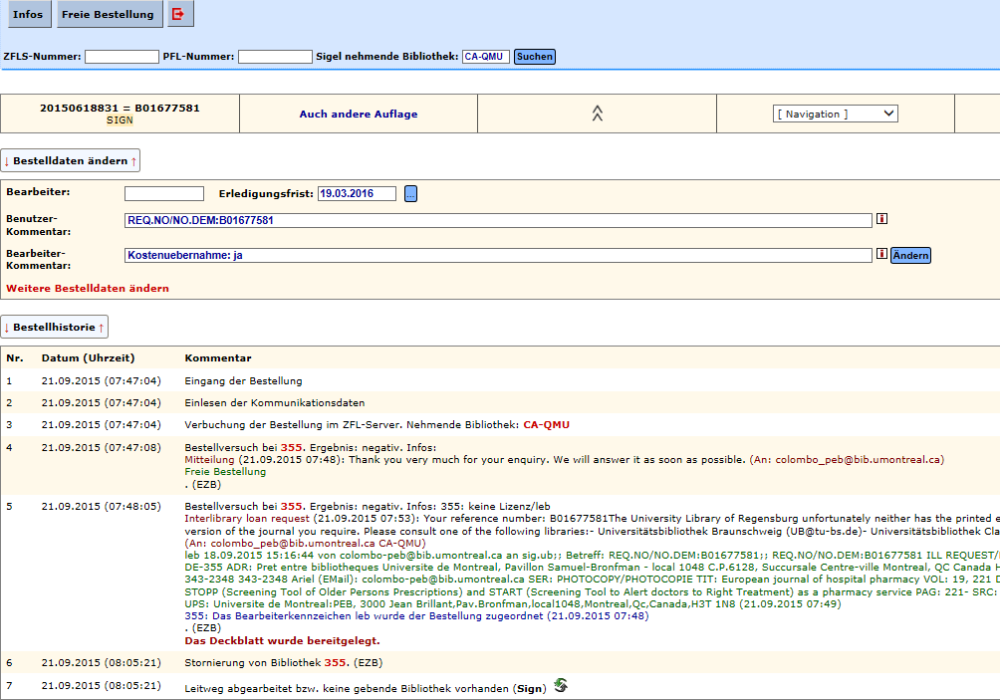 Infos Freie Bestellung
ZFLS-Nummer: PFL-Nummer: Sigel nehmende Bibliothek: CA-QMU Suchen
20150618831 = B01677581
SIGN
Auch andere Auflage
[ Navigation ]
↓ Bestelldaten ändern ↑
Bearbeiter: Erledigungsfrist: 19.03.2016 ...
Benutzer-
Kommentar:
REQ.NO/NO.DEM:B01677581
Bearbeiter-
Kommentar:
Kostenuebernahme: ja
Ändern
Weitere Bestelldaten ändern
↓ Bestellhistorie ↑
Nr. Datum (Uhrzeit) Kommentar
1 21.09.2015 (07:47:04) Eingang der Bestellung
2 21.09.2015 (07:47:04) Einlesen der Kommunikationsdaten
3 21.09.2015 (07:47:04) Verbuchung der Bestellung im ZFL-Server. Nehmende Bibliothek: CA-QMU
4 21.09.2015 (07:47:08) Bestellversuch bei 355. Ergebnis: negativ. Infos:
Mitteilung (21.09.2015 07:48): Thank you very much for your enquiry. We will answer it as soon as possible. (An: colombo_peb@bib.umontreal.ca)
Freie Bestellung
. (EZB)
5 21.09.2015 (07:48:05) Bestellversuch bei 355. Ergebnis: negativ. Infos: 355: keine Lizenz/leb
Interlibrary loan request (21.09.2015 07:53): Your reference number: B01677581The University Library of Regensburg unfortunately neither has the printed e
version of the journal you require. Please consult one of the following libraries:- Universitätsbibliothek Braunschweig (UB@tu-bs.de)- Universitätsbibliothek Cla
(An: colombo_peb@bib.umontreal.ca CA-QMU)
leb 18.09.2015 15:16:44 von colombo-peb@bib.umontreal.ca an sig.ub;; Betreff: REQ.NO/NO.DEM:B01677581;; REQ.NO/NO.DEM:B01677581 ILL REQUEST/
DE-355 ADR: Pret entre bibliotheques Universite de Montreal, Pavillon Samuel-Bronfman - local 1048 C.P.6128, Succursale Centre-ville Montreal, QC Canada H
343-2348 343-2348 Ariel (EMail): colombo-peb@bib.umontreal.ca SER: PHOTOCOPY/PHOTOCOPIE TIT: European journal of hospital pharmacy VOL: 19, 221 D
STOPP (Screening Tool of Older Persons Prescriptions) and START (Screening Tool to Alert doctors to Right Treatment) as a pharmacy service PAG: 221- SRC:
UPS: Universite de Montreal:PEB, 3000 Jean Brillant,Pav.Bronfman,local1048,Montreal,Qc,Canada,H3T 1N8 (21.09.2015 07:49)
355: Das Bearbeiterkennzeichen leb wurde der Bestellung zugeordnet (21.09.2015 07:48)
. (EZB)
Das Deckblatt wurde bereitgelegt.
6 21.09.2015 (08:05:21) Stornierung von Bibliothek 355. (EZB)
7 21.09.2015 (08:05:21) Leitweg abgearbeitet bzw. keine gebende Bibliothek vorhanden (Sign)